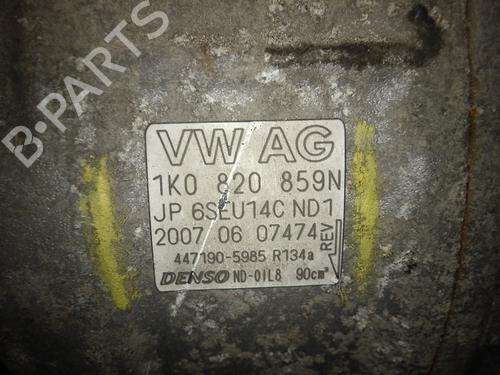 B-PARTS
VW AG
1K0 820 859N
JP 6SEU14C ND1
2007 06 07474 REV
447190-5985 R134a
DENSO ND-OIL8 90cm³